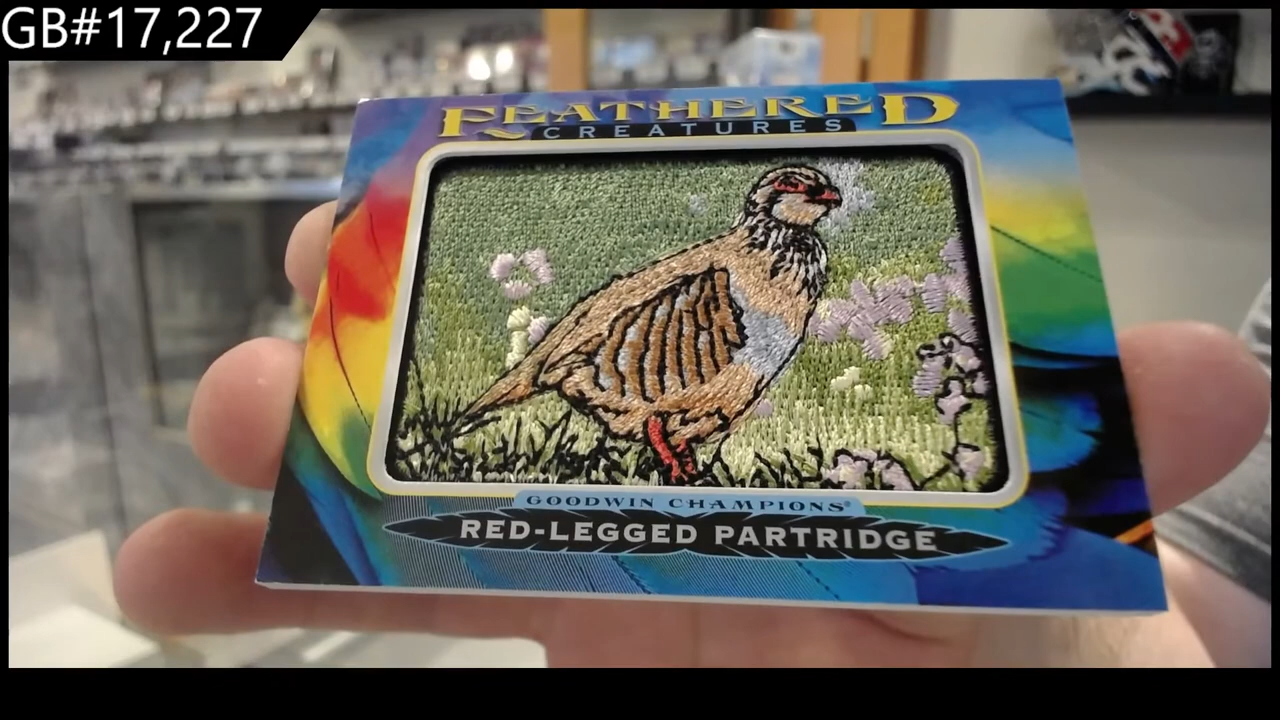 GB#17,227
FEATHERED
CREATURES
GOODWIN CHAMPIONS®
RED-LEGGED PARTRIDGE